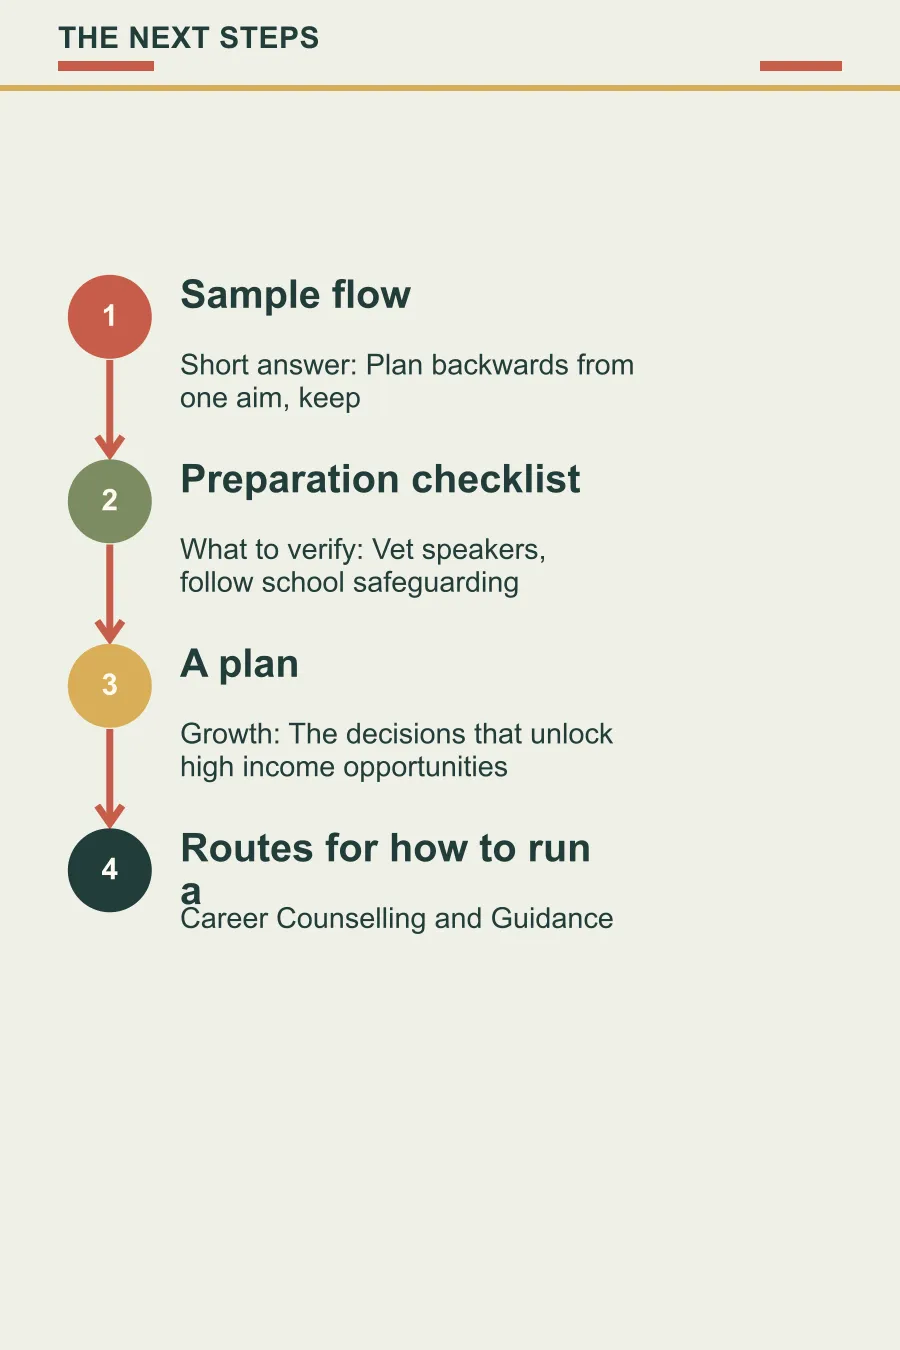 THE NEXT STEPS
1
Sample flow
Short answer: Plan backwards from
one aim, keep
2
Preparation checklist
What to verify: Vet speakers,
follow school safeguarding
3
A plan
Growth: The decisions that unlock
high income opportunities
4
Routes for how to run
a
Career Counselling and Guidance